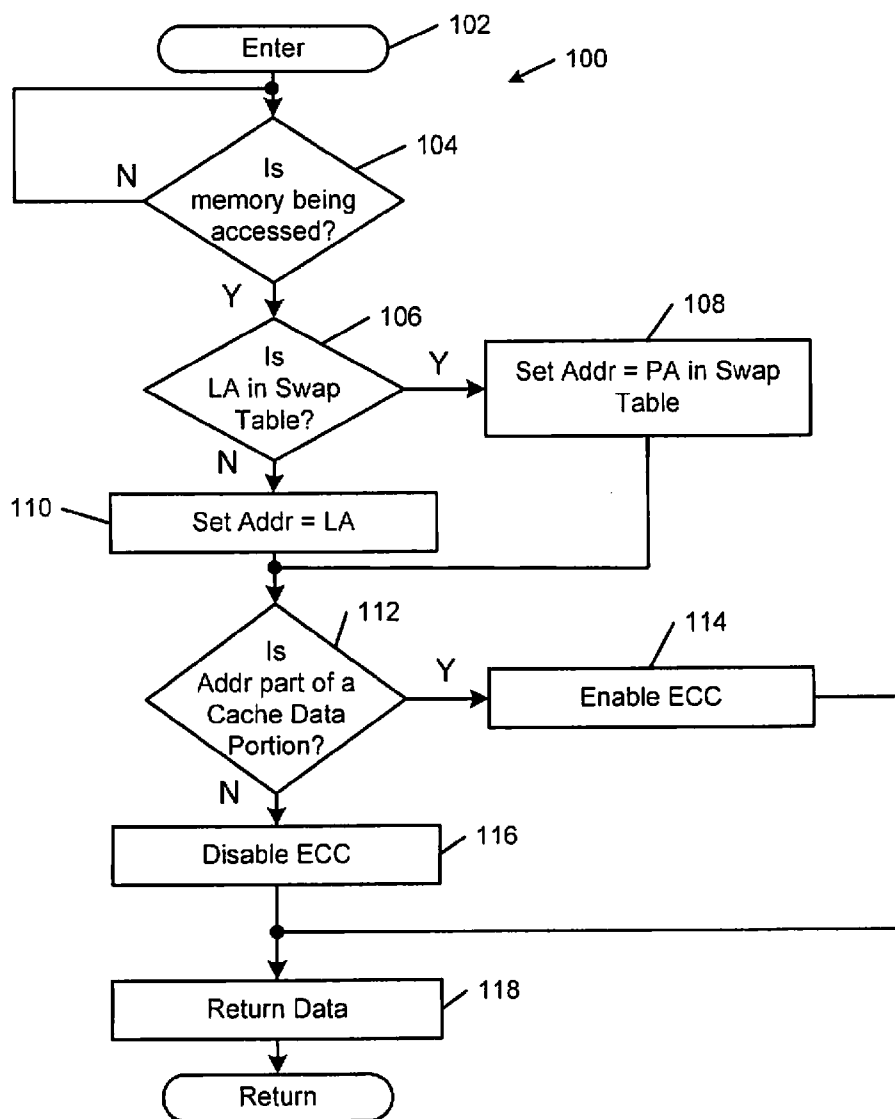 Enter
102
100
104
Is
memory being
accessed?
N
Y
106
Is
LA in Swap
Table?
Y
108
Set Addr = PA in Swap
Table
N
110
Set Addr = LA
112
Is
Addr part of a
Cache Data
Portion?
Y
114
Enable ECC
N
Disable ECC
116
Return Data
118
Return